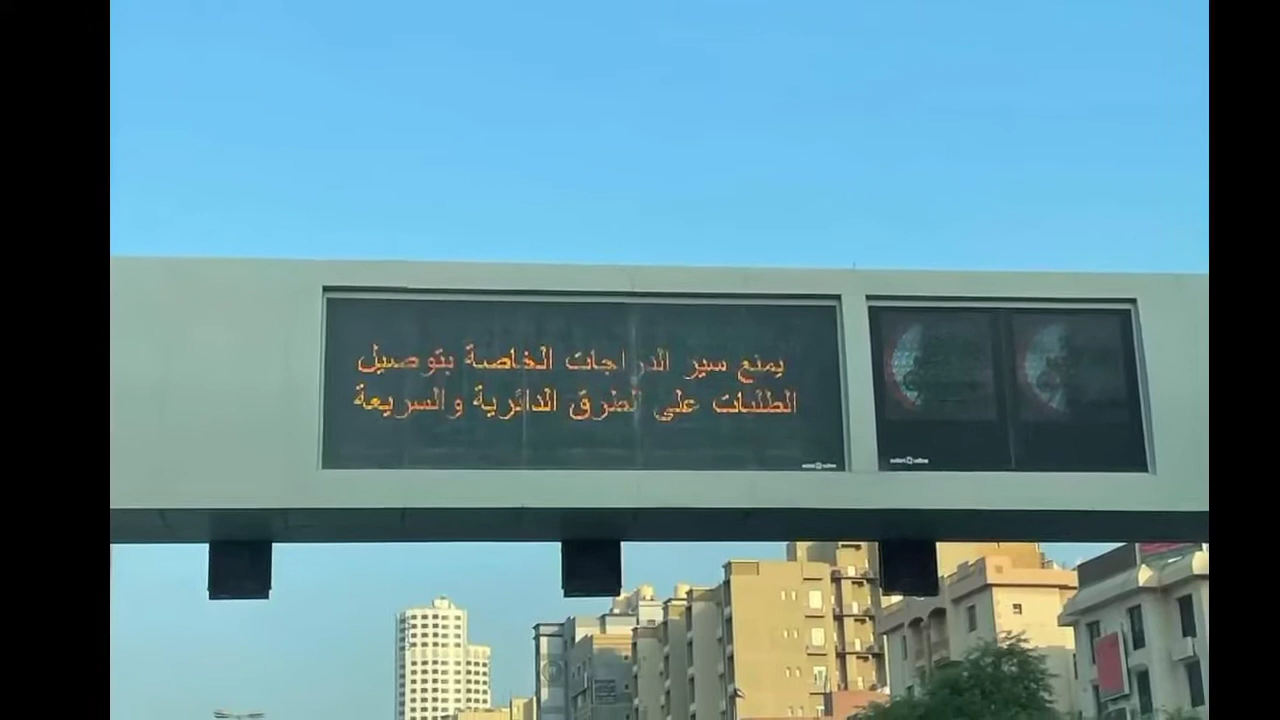 يمنع سير الدراجات الخاصة بتوصيل
الطلبات على الطرق الدائرية والسريعة